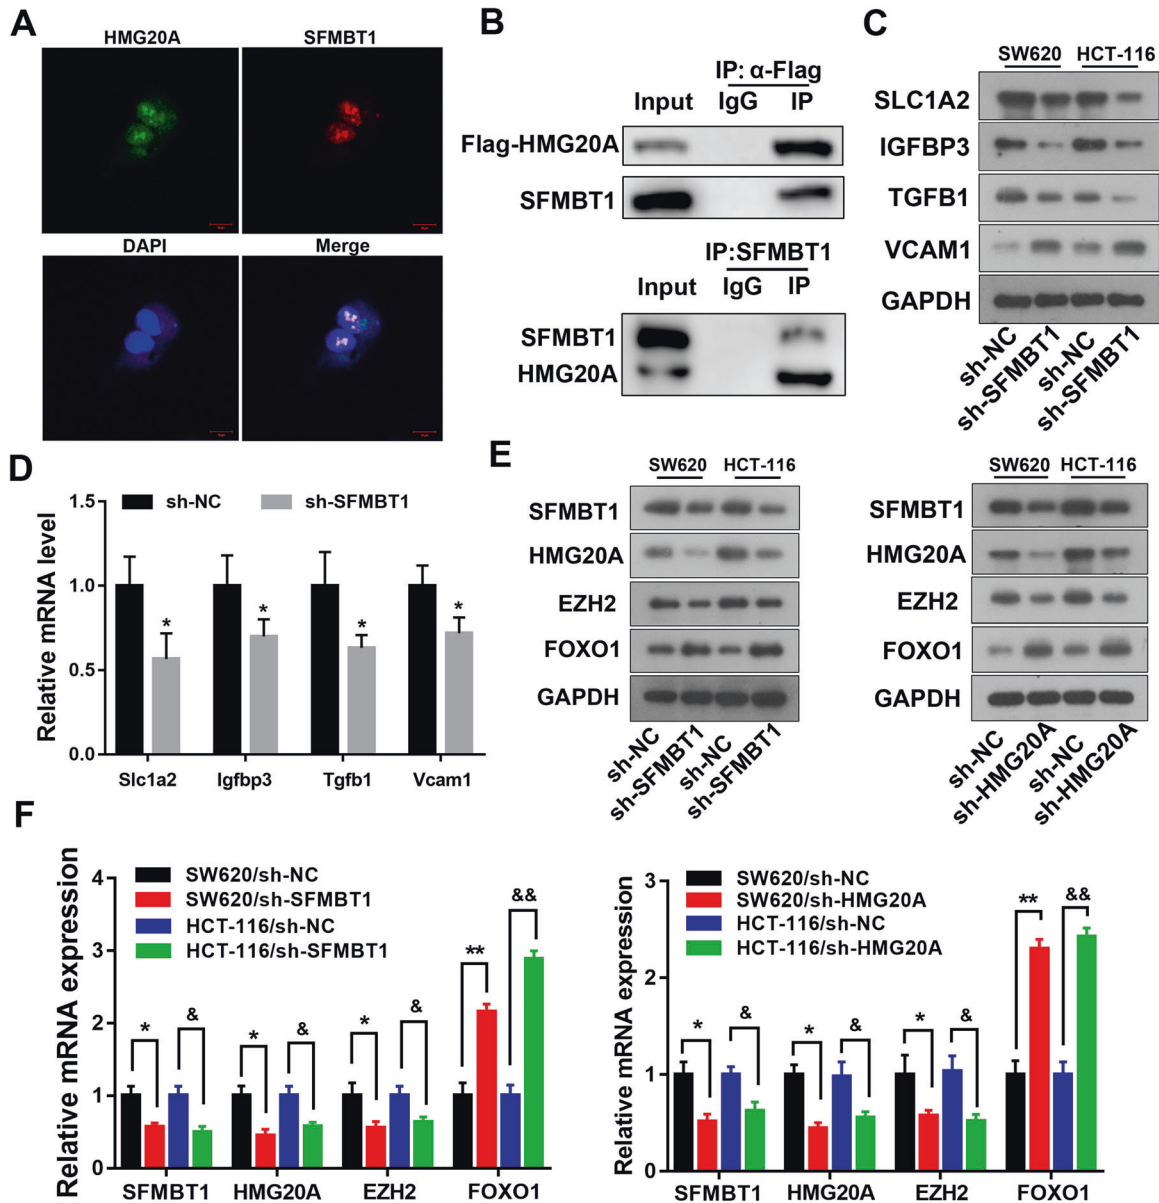 A
HMG20A
SFMBT1
DAPI
Merge
B
IP: α-Flag
Input
IgG
IP
Flag-HMG20A
SFMBT1
IP:SFMBT1
Input
IgG
IP
SFMBT1
HMG20A
C
SW620
HCT-116
SLC1A2
IGFBP3
TGFB1
VCAM1
GAPDH
sh-NC
sh-SFMBT1
sh-NC
sh-SFMBT1
D
sh-NC
sh-SFMBT1
Relative mRNA level
1.5
1.0
0.5
0.0
*
*
*
*
Slc1a2
Igfbp3
Tgfb1
Vcam1
E
SW620
HCT-116
SFMBT1
HMG20A
EZH2
FOXO1
GAPDH
sh-NC
sh-SFMBT1
sh-NC
sh-SFMBT1
SW620
HCT-116
SFMBT1
HMG20A
EZH2
FOXO1
GAPDH
sh-NC
sh-HMG20A
sh-NC
sh-HMG20A
F
Relative mRNA expression
4
3
2
1
0
SW620/sh-NC
SW620/sh-SFMBT1
HCT-116/sh-NC
HCT-116/sh-SFMBT1
*
&
*
&
*
&
**
&&
SFMBT1
HMG20A
EZH2
FOXO1
Relative mRNA expression
3
2
1
0
SW620/sh-NC
SW620/sh-HMG20A
HCT-116/sh-NC
HCT-116/sh-HMG20A
*
&
*
&
*
&
**
&&
SFMBT1
HMG20A
EZH2
FOXO1